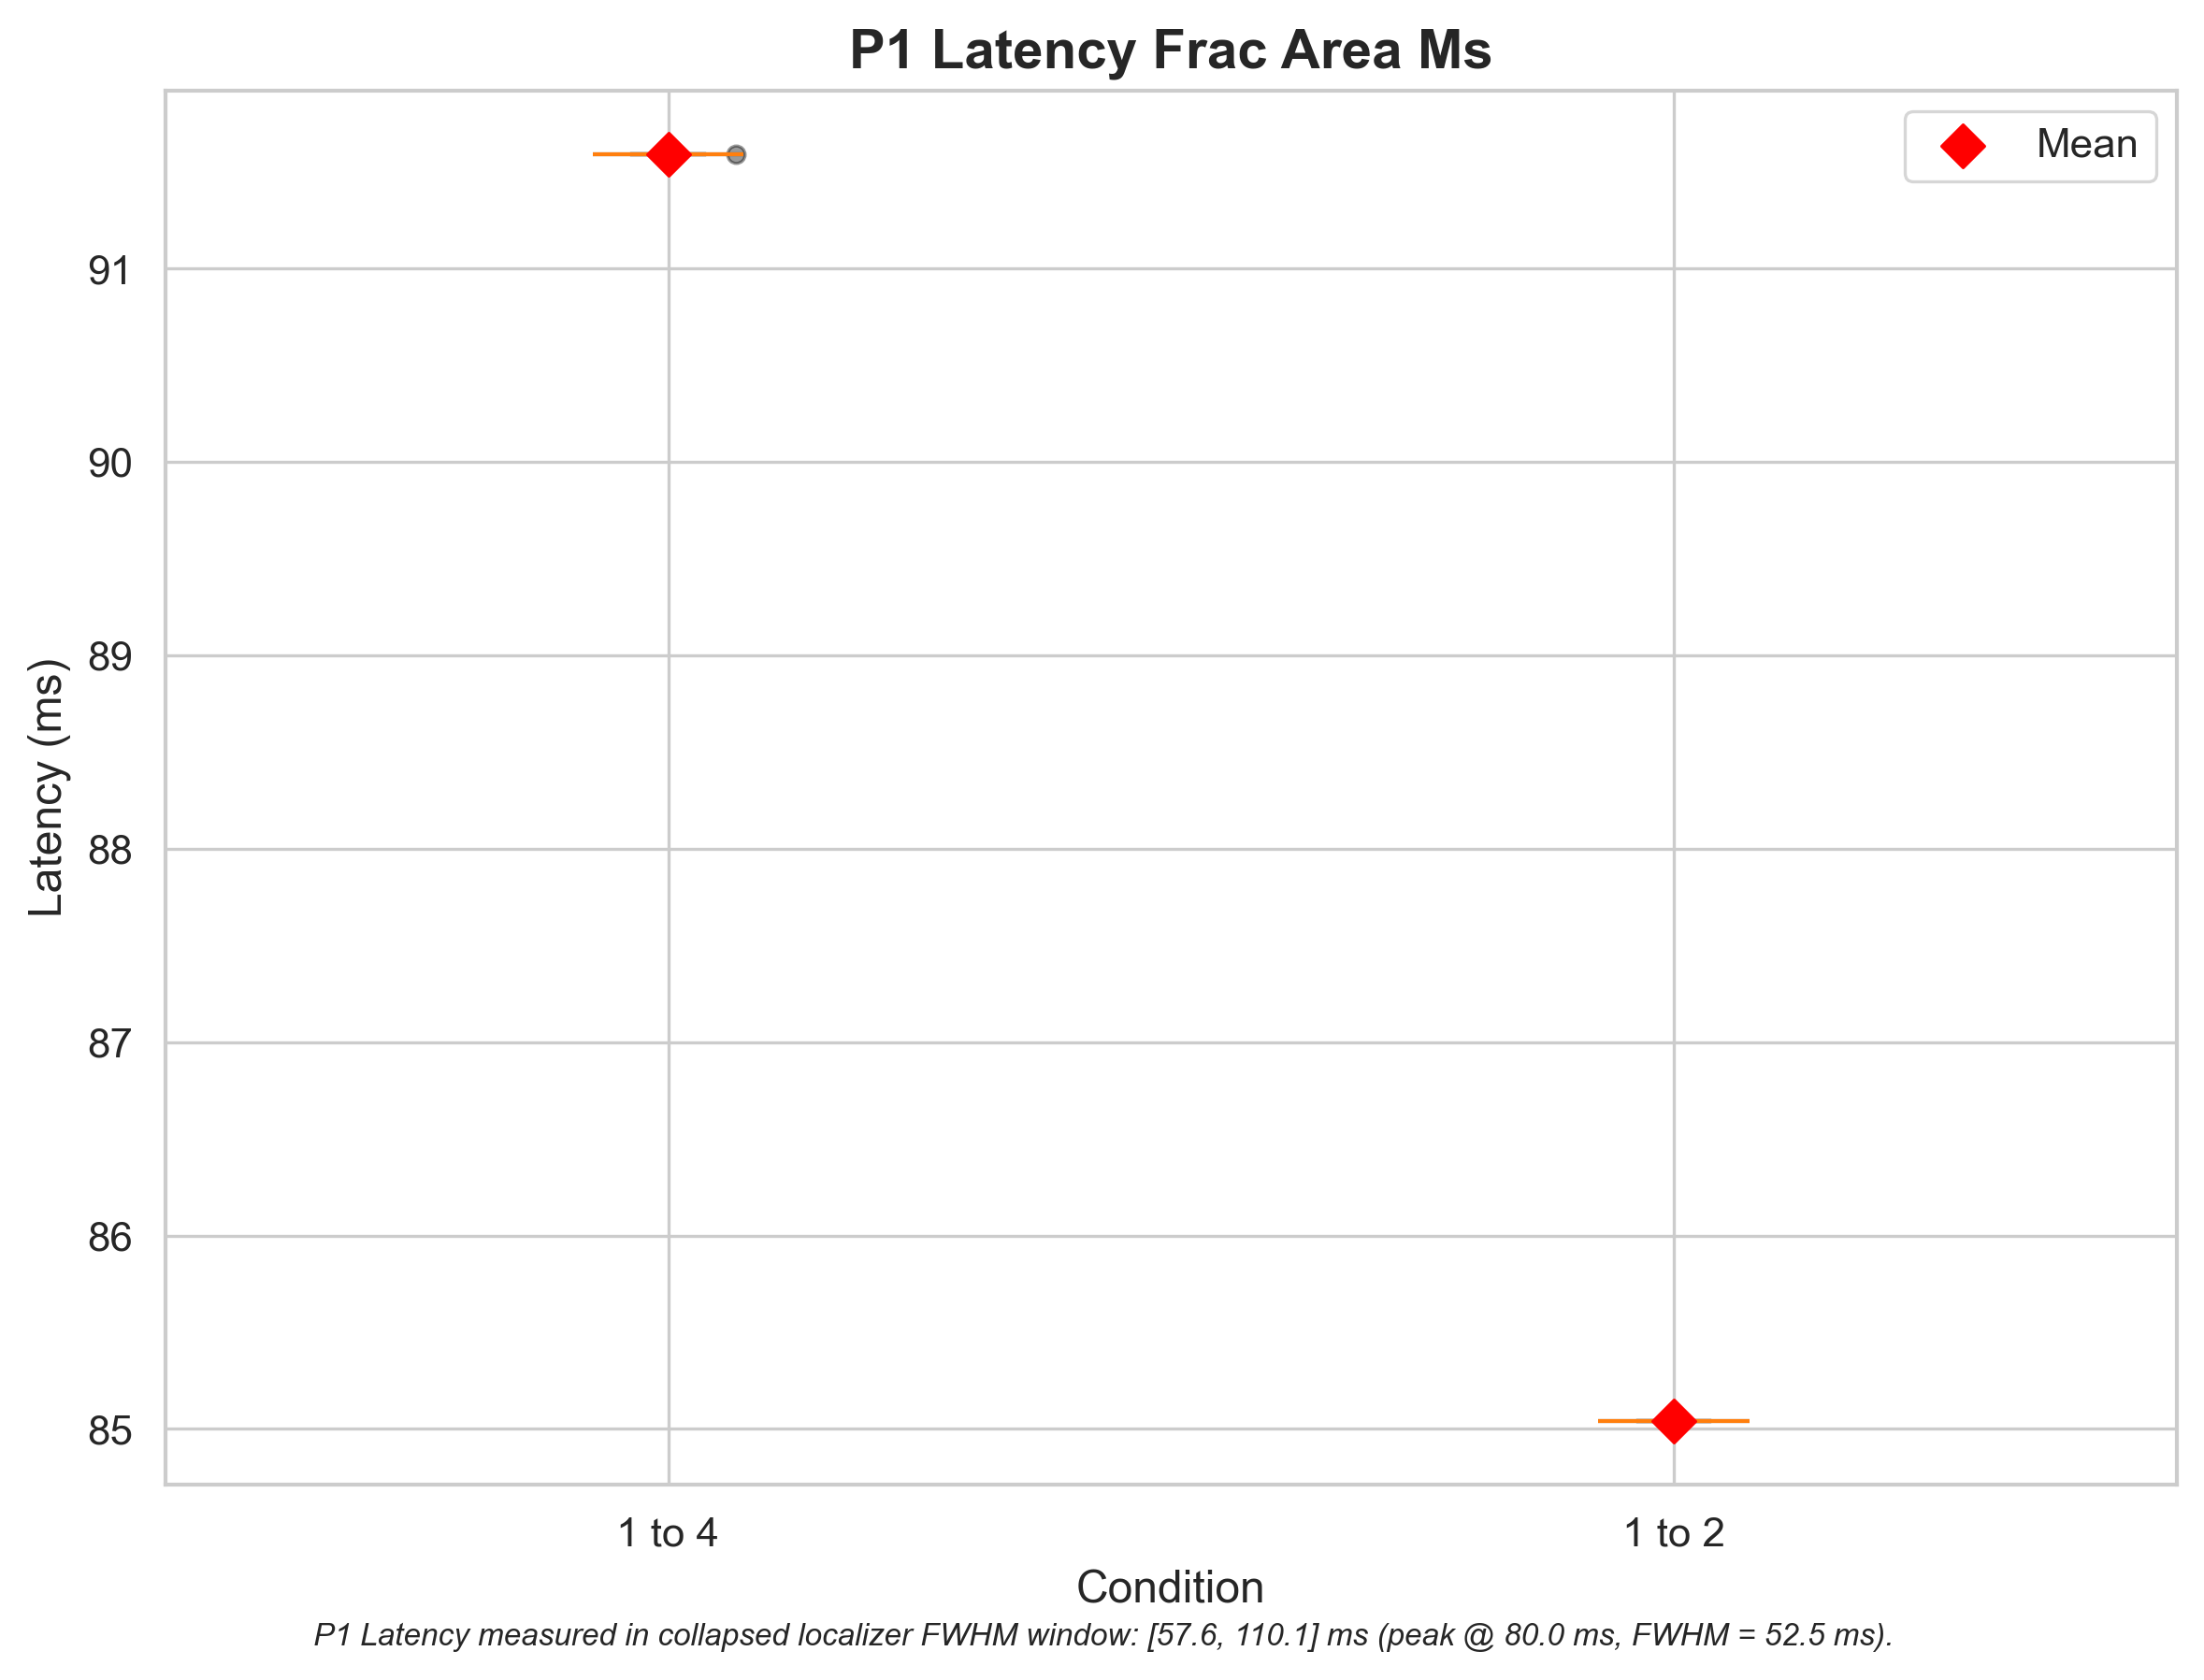 P1 Latency Frac Area Ms
Mean
91
90
89
88
87
86
85
Latency (ms)
1 to 4
1 to 2
Condition
P1 Latency measured in collapsed localizer FWHM window: [57.6, 110.1] ms (peak @ 80.0 ms, FWHM = 52.5 ms).